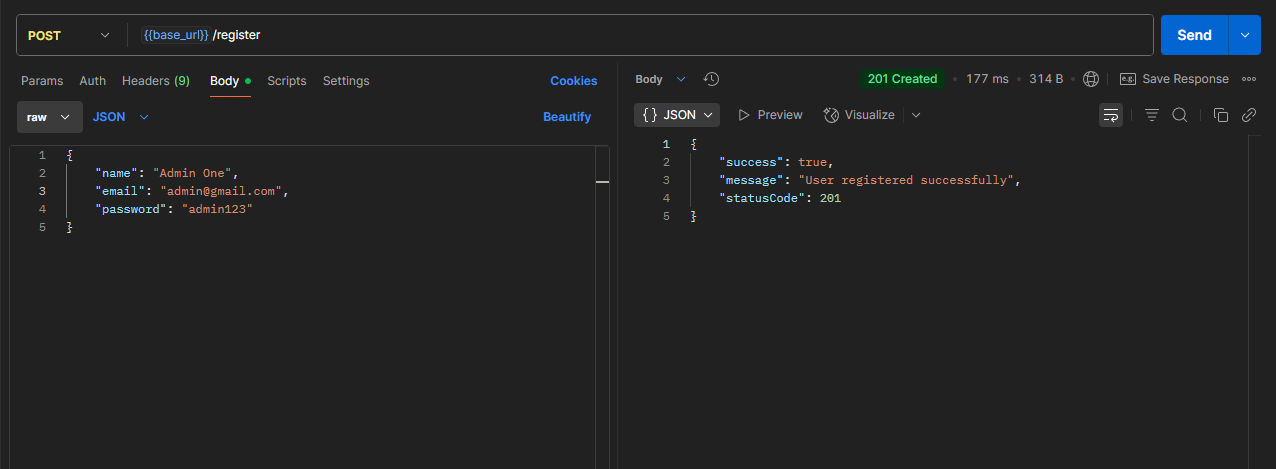 POST {{base_url}}/register Send
Params Auth Headers (9) Body Scripts Settings Cookies
raw JSON Beautify
1 {
2 "name": "Admin One",
3 "email": "admin@gmail.com",
4 "password": "admin123"
5 }
Body 201 Created • 177 ms • 314 B • e.g. Save Response
{} JSON Preview Visualize
1 {
2 "success": true,
3 "message": "User registered successfully",
4 "statusCode": 201
5 }